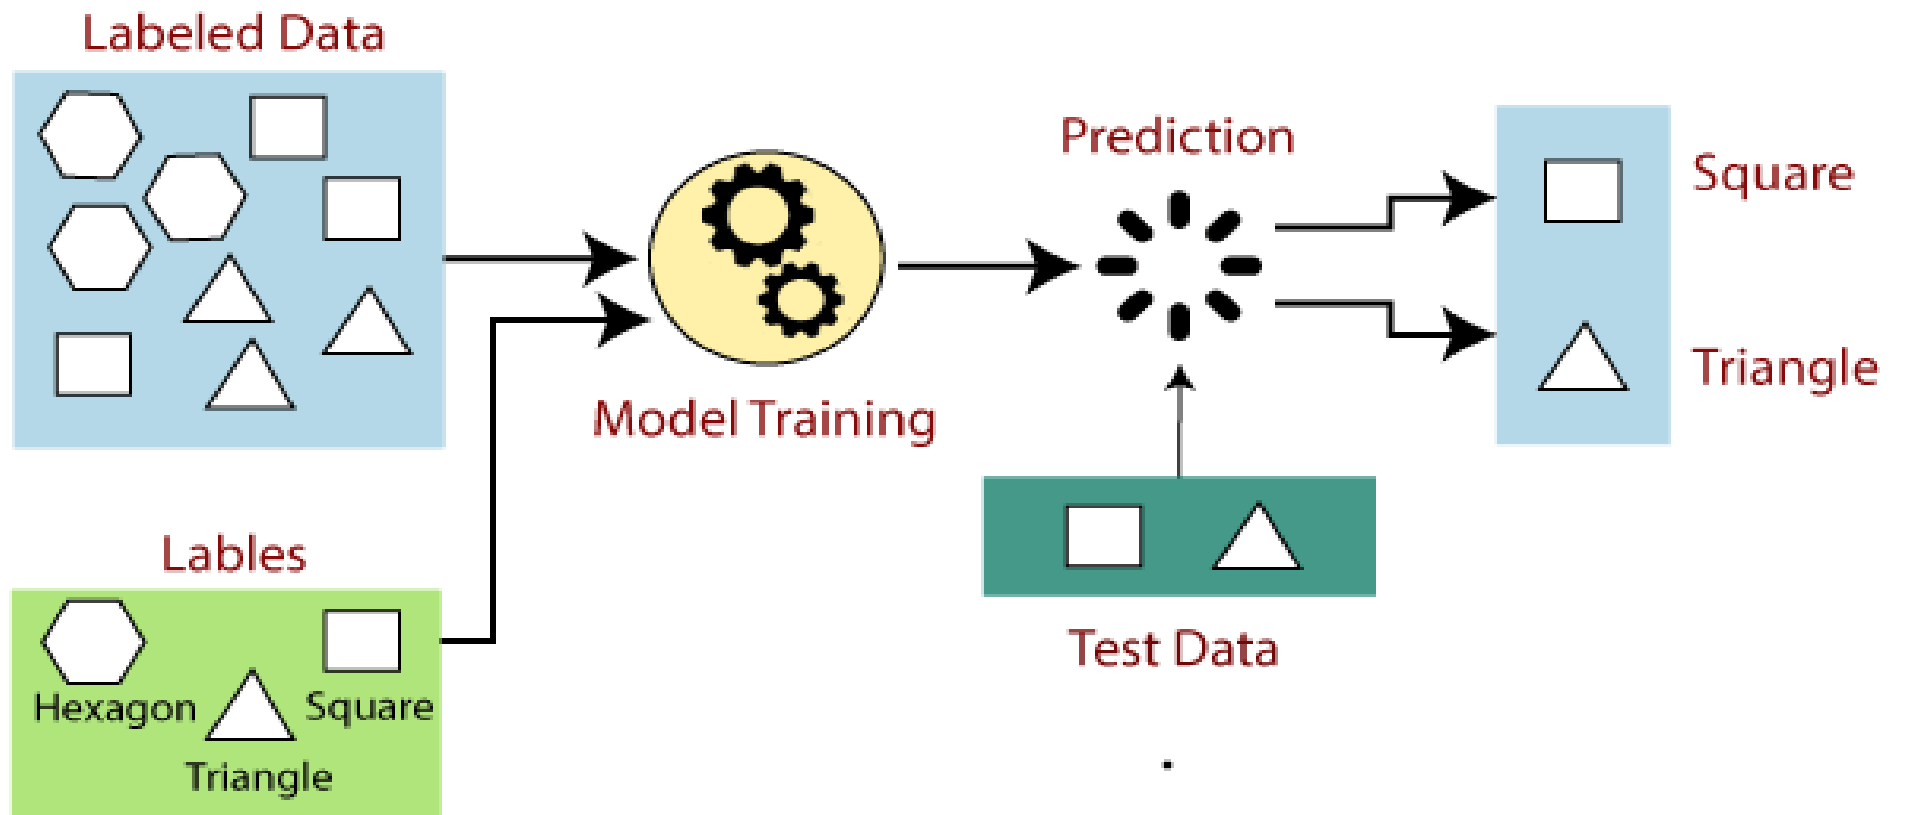 Labeled Data
Prediction
Square
Triangle
Model Training
Lables
Hexagon
Square
Triangle
Test Data